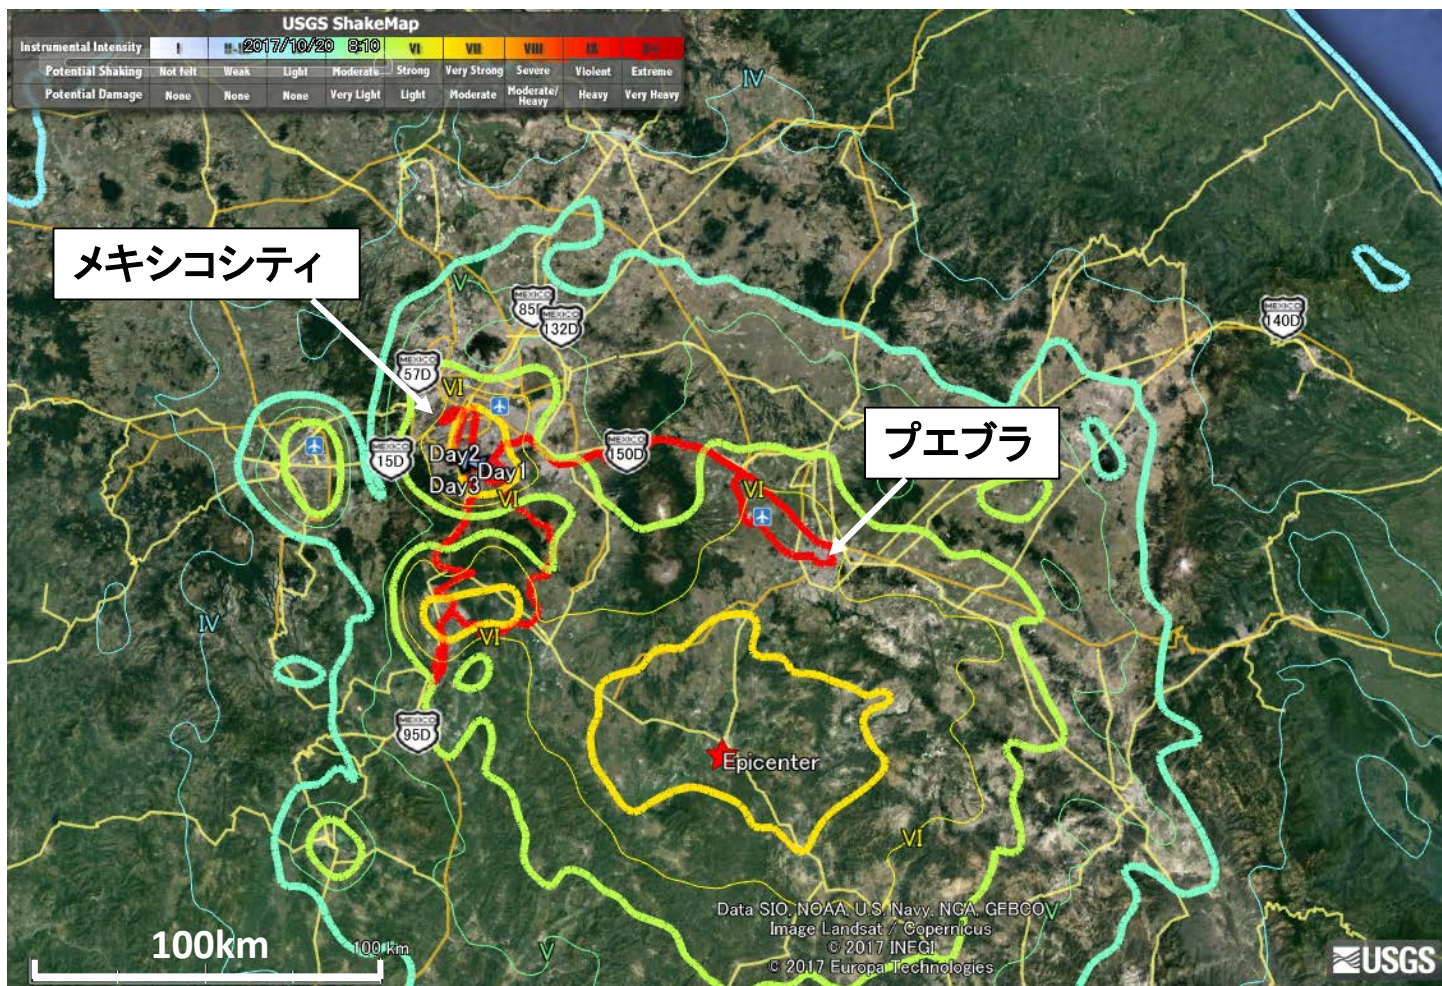 USGS ShakeMap
Instrumental Intensity I VI VII VIII IX X+
2017/10/20 8:10
Potential Shaking Not felt Weak Light Moderate Strong Very Strong Severe Violent Extreme
Potential Damage None None None Very Light Light Moderate Moderate/ Heavy Heavy Very Heavy
IV
メキシコシティ
V
MEXICO
85D
MEXICO
132D
MEXICO
140D
MEXICO
57D
VI
プエブラ
MEXICO
15D
MEXICO
150D
Day2
Day1
Day3
VI
VI
IV
VI
MEXICO
95D
Epicenter
VI
V
V
Data SIO, NOAA, U.S. Navy, NGA, GEBCO
Image Landsat / Copernicus
© 2017 INEGI
© 2017 Europa Technologies
100km
100 km
USGS